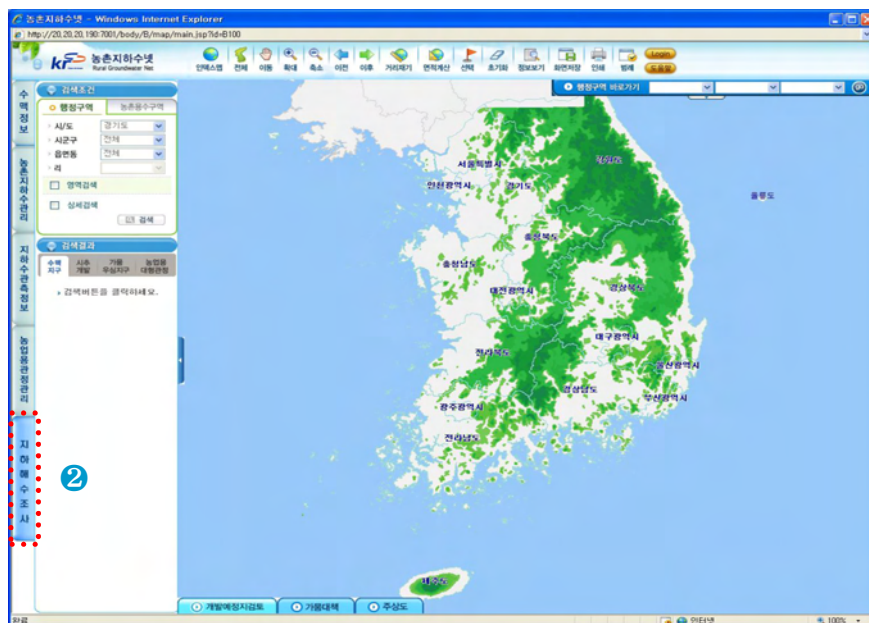 농촌지하수넷 - Windows Internet Explorer
http://20.20.20.190:7001/body/B/map/main.jsp?id=B100
krc 농촌지하수넷
Rural Groundwater Net
인덱스맵 전체 이동 확대 축소 이전 이후 거리재기 면적계산 선택 초기화 정보보기 화면저장 인쇄 범례
Login
도움말
행정구역 바로가기
GO
수맥정보
농촌지하수관리
지하수관측정보
농업용관정관리
지하해수조사
2
검색조건
행정구역 농촌용수구역
시/도 경기도
시군구 전체
읍면동 전체
리
영역검색
상세검색
검색
검색결과
수맥지구 시추개발 가뭄우심지구 농업용대형관정
검색버튼을 클릭하세요.
서울특별시
강원도
인천광역시
경기도
울릉도
충청북도
충청남도
대전광역시
경상북도
대구광역시
전라북도
울산광역시
경상남도
부산광역시
광주광역시
전라남도
제주도
개발예정지검토 가뭄대책 주상도
완료
인터넷
100%